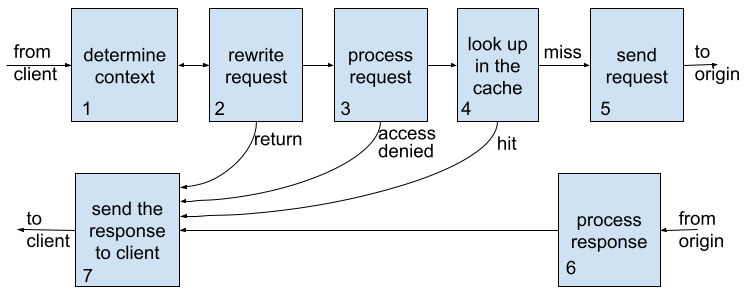 from
client
determine
context
1
rewrite
request
2
process
request
3
look up
in the
cache
4
miss
send
request
5
to
origin
return
access
denied
hit
to
client
send the
response
to client
7
process
response
6
from
origin